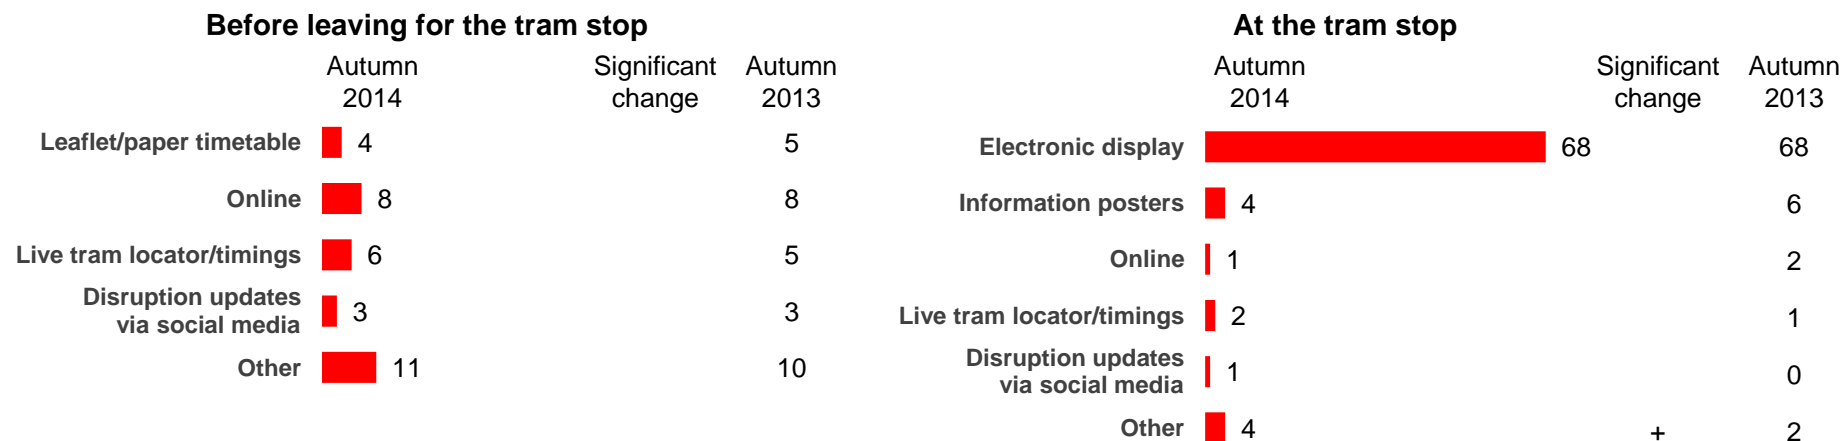 Before leaving for the tram stop
Autumn 2014 Significant change Autumn 2013
Leaflet/paper timetable 4 5
Online 8 8
Live tram locator/timings 6 5
Disruption updates
via social media 3 3
Other 11 10
At the tram stop
Autumn 2014 Significant change Autumn 2013
Electronic display 68 68
Information posters 4 6
Online 1 2
Live tram locator/timings 2 1
Disruption updates
via social media 1 0
Other 4 + 2